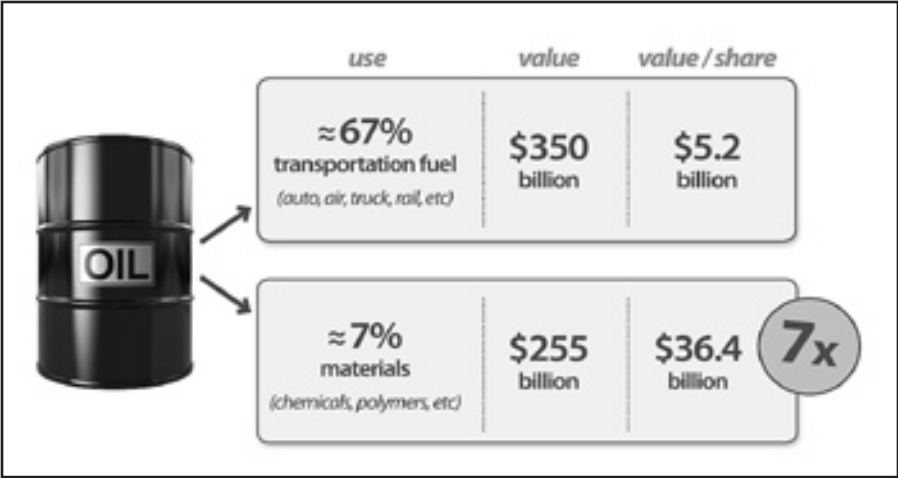 use value value / share
≈67%
transportation fuel
(auto, air, truck, rail, etc)
$350
billion
$5.2
billion
OIL
≈7%
materials
(chemicals, polymers, etc)
$255
billion
$36.4
billion
7x